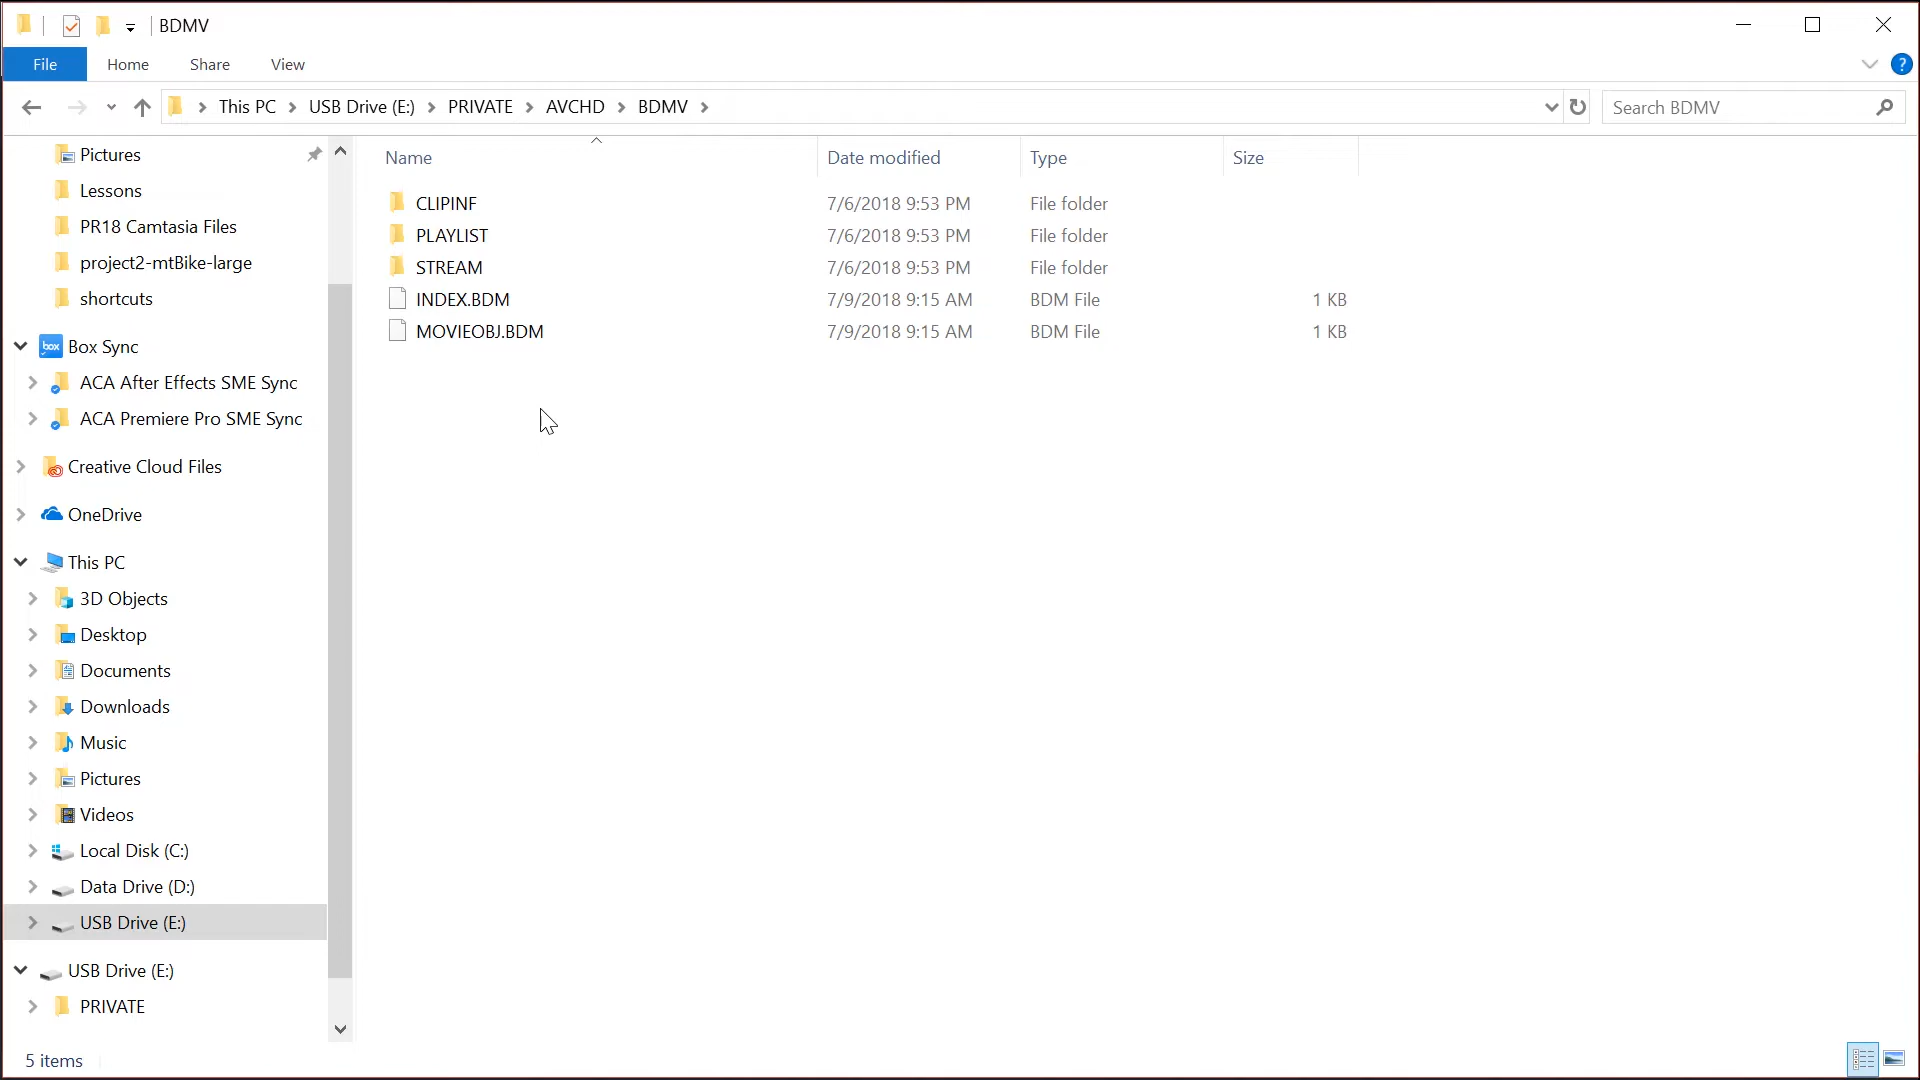 BDMV
File Home Share View ?
This PC USB Drive (E:) PRIVATE AVCHD BDMV Search BDMV
Name Date modified Type Size
CLIPINF 7/6/2018 9:53 PM File folder
PLAYLIST 7/6/2018 9:53 PM File folder
STREAM 7/6/2018 9:53 PM File folder
INDEX.BDM 7/9/2018 9:15 AM BDM File 1 KB
MOVIEOBJ.BDM 7/9/2018 9:15 AM BDM File 1 KB
Pictures
Lessons
PR18 Camtasia Files
project2-mtBike-large
shortcuts
box Box Sync
ACA After Effects SME Sync
ACA Premiere Pro SME Sync
Creative Cloud Files
OneDrive
This PC
3D Objects
Desktop
Documents
Downloads
Music
Pictures
Videos
Local Disk (C:)
Data Drive (D:)
USB Drive (E:)
USB Drive (E:)
PRIVATE
5 items